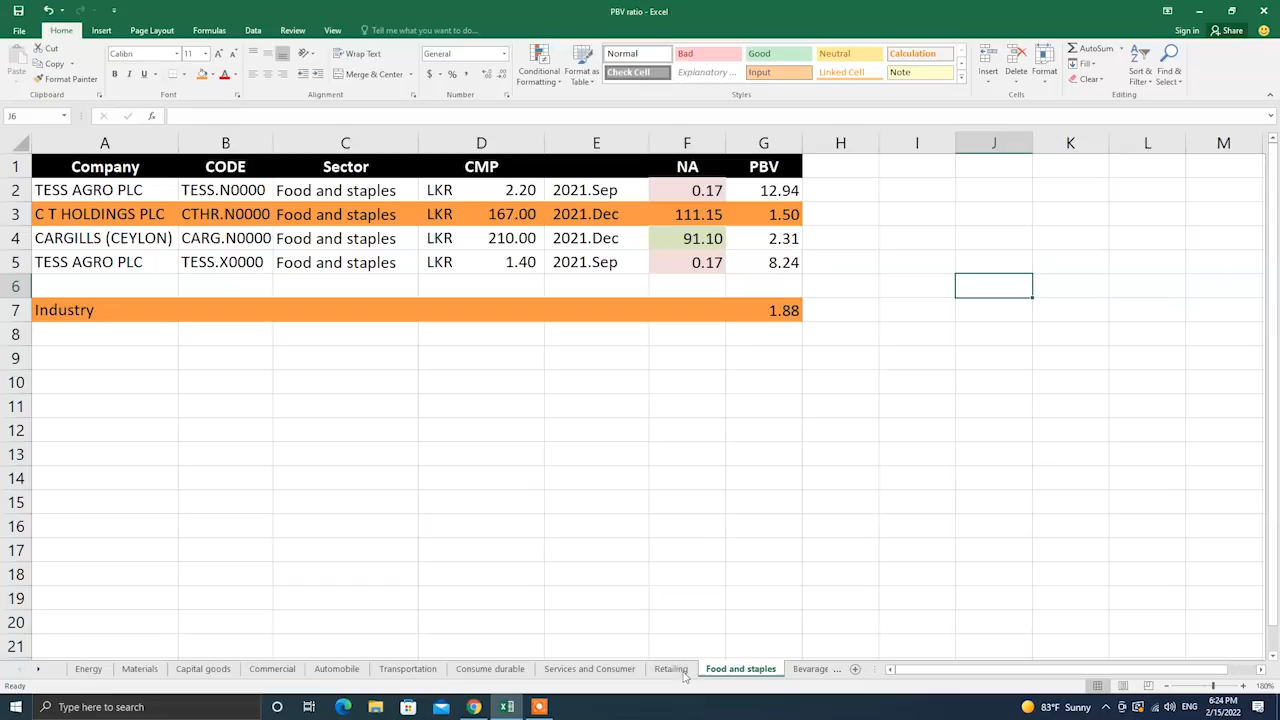 PBV ratio - Excel
File Home Insert Page Layout Formulas Data Review View Tell me what you want to do... Sign in Share
Cut
Copy
Format Painter
Paste
Clipboard
Calibri 11
B I U A
Font
Wrap Text
Merge & Center
Alignment
General
$ % ,
Number
Conditional Formatting
Format as Table
Normal Bad Good Neutral Calculation
Check Cell Explanatory ... Input Linked Cell Note
Styles
Insert Delete Format
Cells
AutoSum
Fill
Clear
Sort & Filter
Find & Select
Editing
J6 fx
A B C D E F G H I J K L M
1 Company CODE Sector CMP NA PBV
2 TESS AGRO PLC TESS.N0000 Food and staples LKR 2.20 2021.Sep 0.17 12.94
3 C T HOLDINGS PLC CTHR.N0000 Food and staples LKR 167.00 2021.Dec 111.15 1.50
4 CARGILLS (CEYLON) CARG.N0000 Food and staples LKR 210.00 2021.Dec 91.10 2.31
5 TESS AGRO PLC TESS.X0000 Food and staples LKR 1.40 2021.Sep 0.17 8.24
6
7 Industry 1.88
8
9
10
11
12
13
14
15
16
17
18
19
20
21
Energy Materials Capital goods Commercial Automobile Transportation Consume durable Services and Consumer Retailing Food and staples Bevarage ...
Ready 180%
Type here to search 83°F Sunny ENG 6:24 PM
2/15/2022